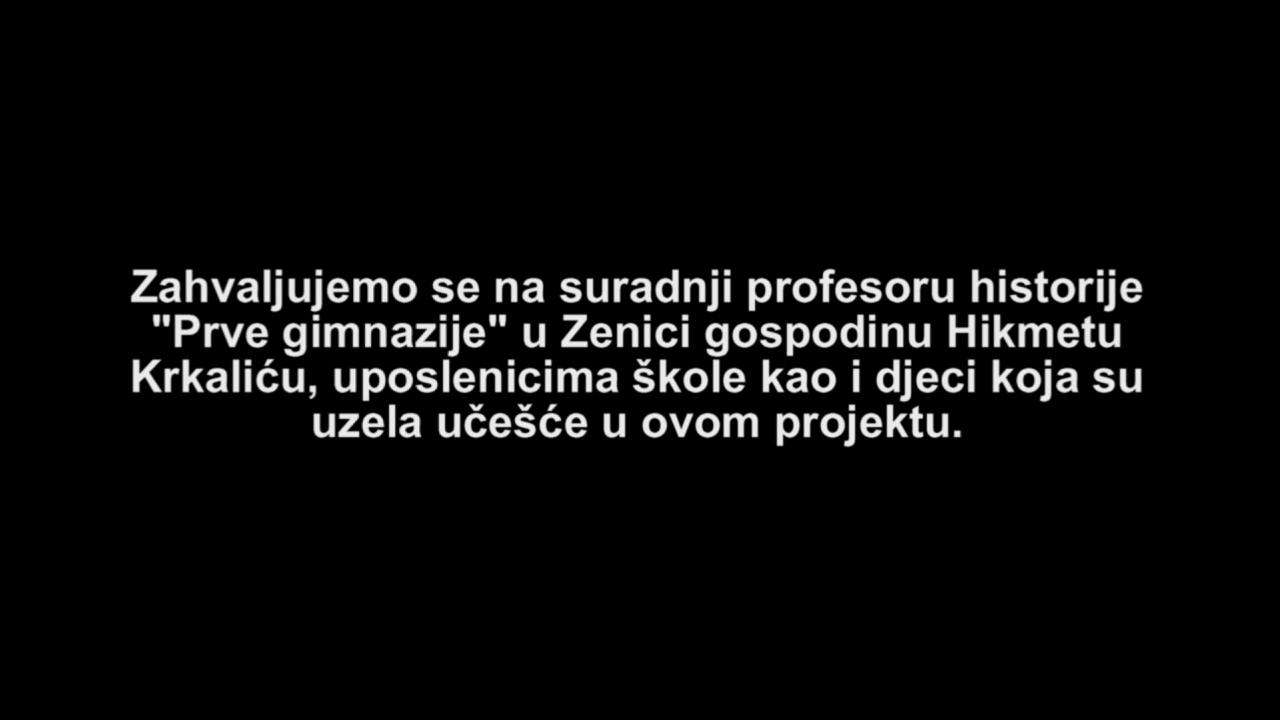 Zahvaljujemo se na suradnji profesoru historije
"Prve gimnazije" u Zenici gospodinu Hikmetu
Krkaliću, uposlenicima škole kao i djeci koja su
uzela učešće u ovom projektu.